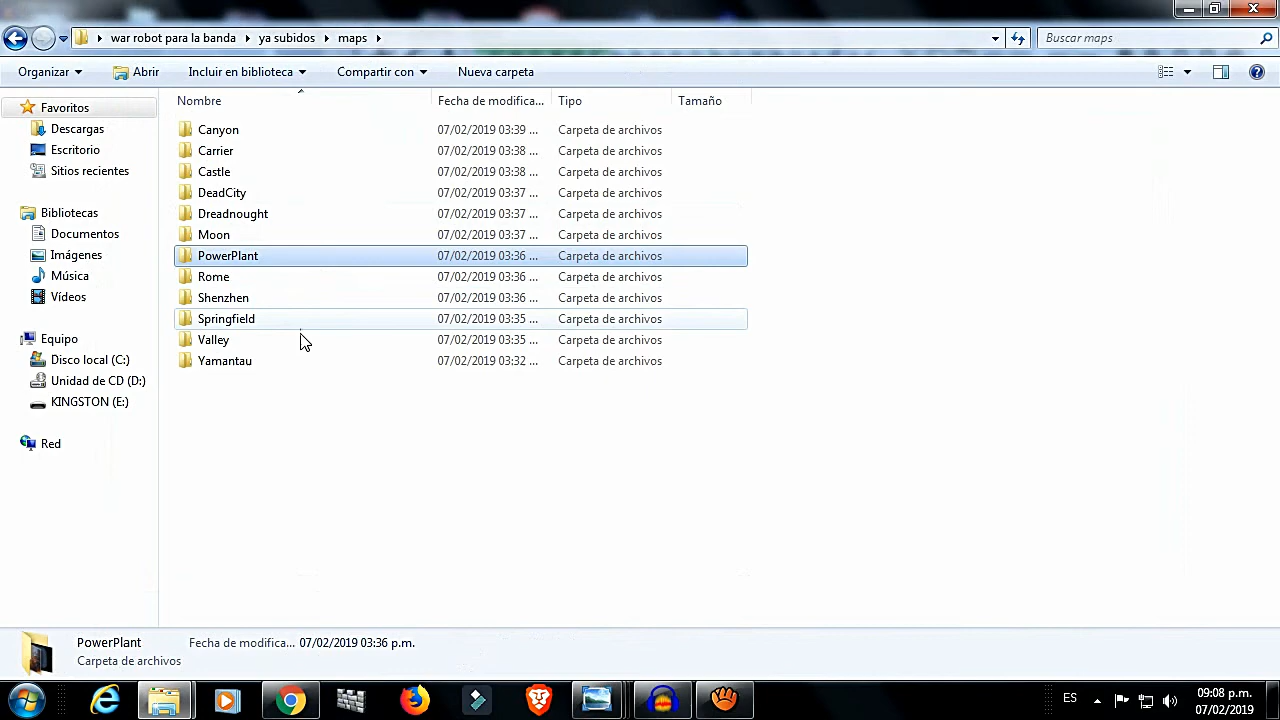 war robot para la banda ya subidos maps
Buscar maps
Organizar Abrir Incluir en biblioteca Compartir con Nueva carpeta
Nombre Fecha de modifica... Tipo Tamaño
Favoritos
Descargas
Escritorio
Sitios recientes
Bibliotecas
Documentos
Imágenes
Música
Vídeos
Equipo
Disco local (C:)
Unidad de CD (D:)
KINGSTON (E:)
Red
Canyon 07/02/2019 03:39 ... Carpeta de archivos
Carrier 07/02/2019 03:38 ... Carpeta de archivos
Castle 07/02/2019 03:38 ... Carpeta de archivos
DeadCity 07/02/2019 03:37 ... Carpeta de archivos
Dreadnought 07/02/2019 03:37 ... Carpeta de archivos
Moon 07/02/2019 03:37 ... Carpeta de archivos
PowerPlant 07/02/2019 03:36 ... Carpeta de archivos
Rome 07/02/2019 03:36 ... Carpeta de archivos
Shenzhen 07/02/2019 03:36 ... Carpeta de archivos
Springfield 07/02/2019 03:35 ... Carpeta de archivos
Valley 07/02/2019 03:35 ... Carpeta de archivos
Yamantau 07/02/2019 03:32 ... Carpeta de archivos
PowerPlant Fecha de modifica... 07/02/2019 03:36 p.m.
Carpeta de archivos
ES
09:08 p.m.
07/02/2019